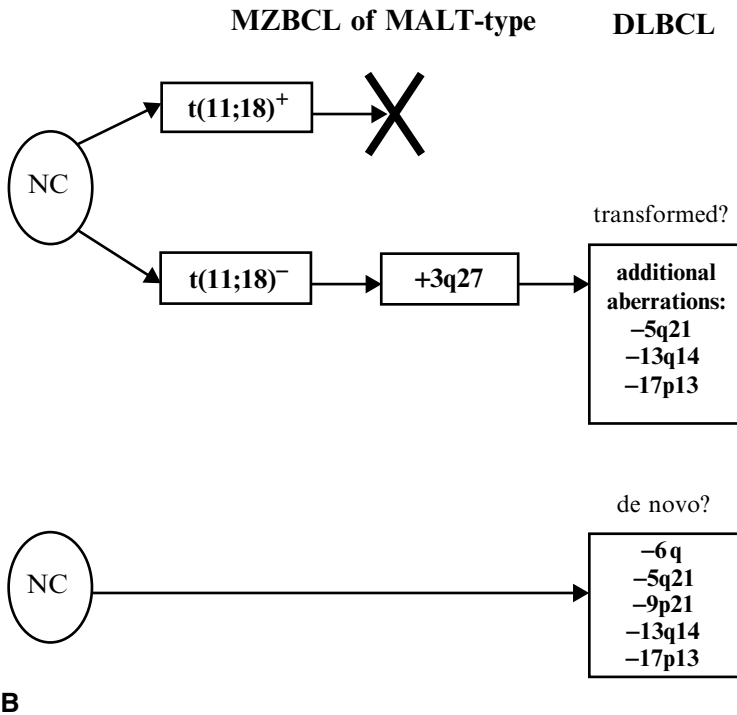 MZBCL of MALT-type DLBCL
t(11;18)+
NC
transformed?
t(11;18)−
+3q27
additional
aberrations:
−5q21
−13q14
−17p13
de novo?
NC
−6q
−5q21
−9p21
−13q14
−17p13
B